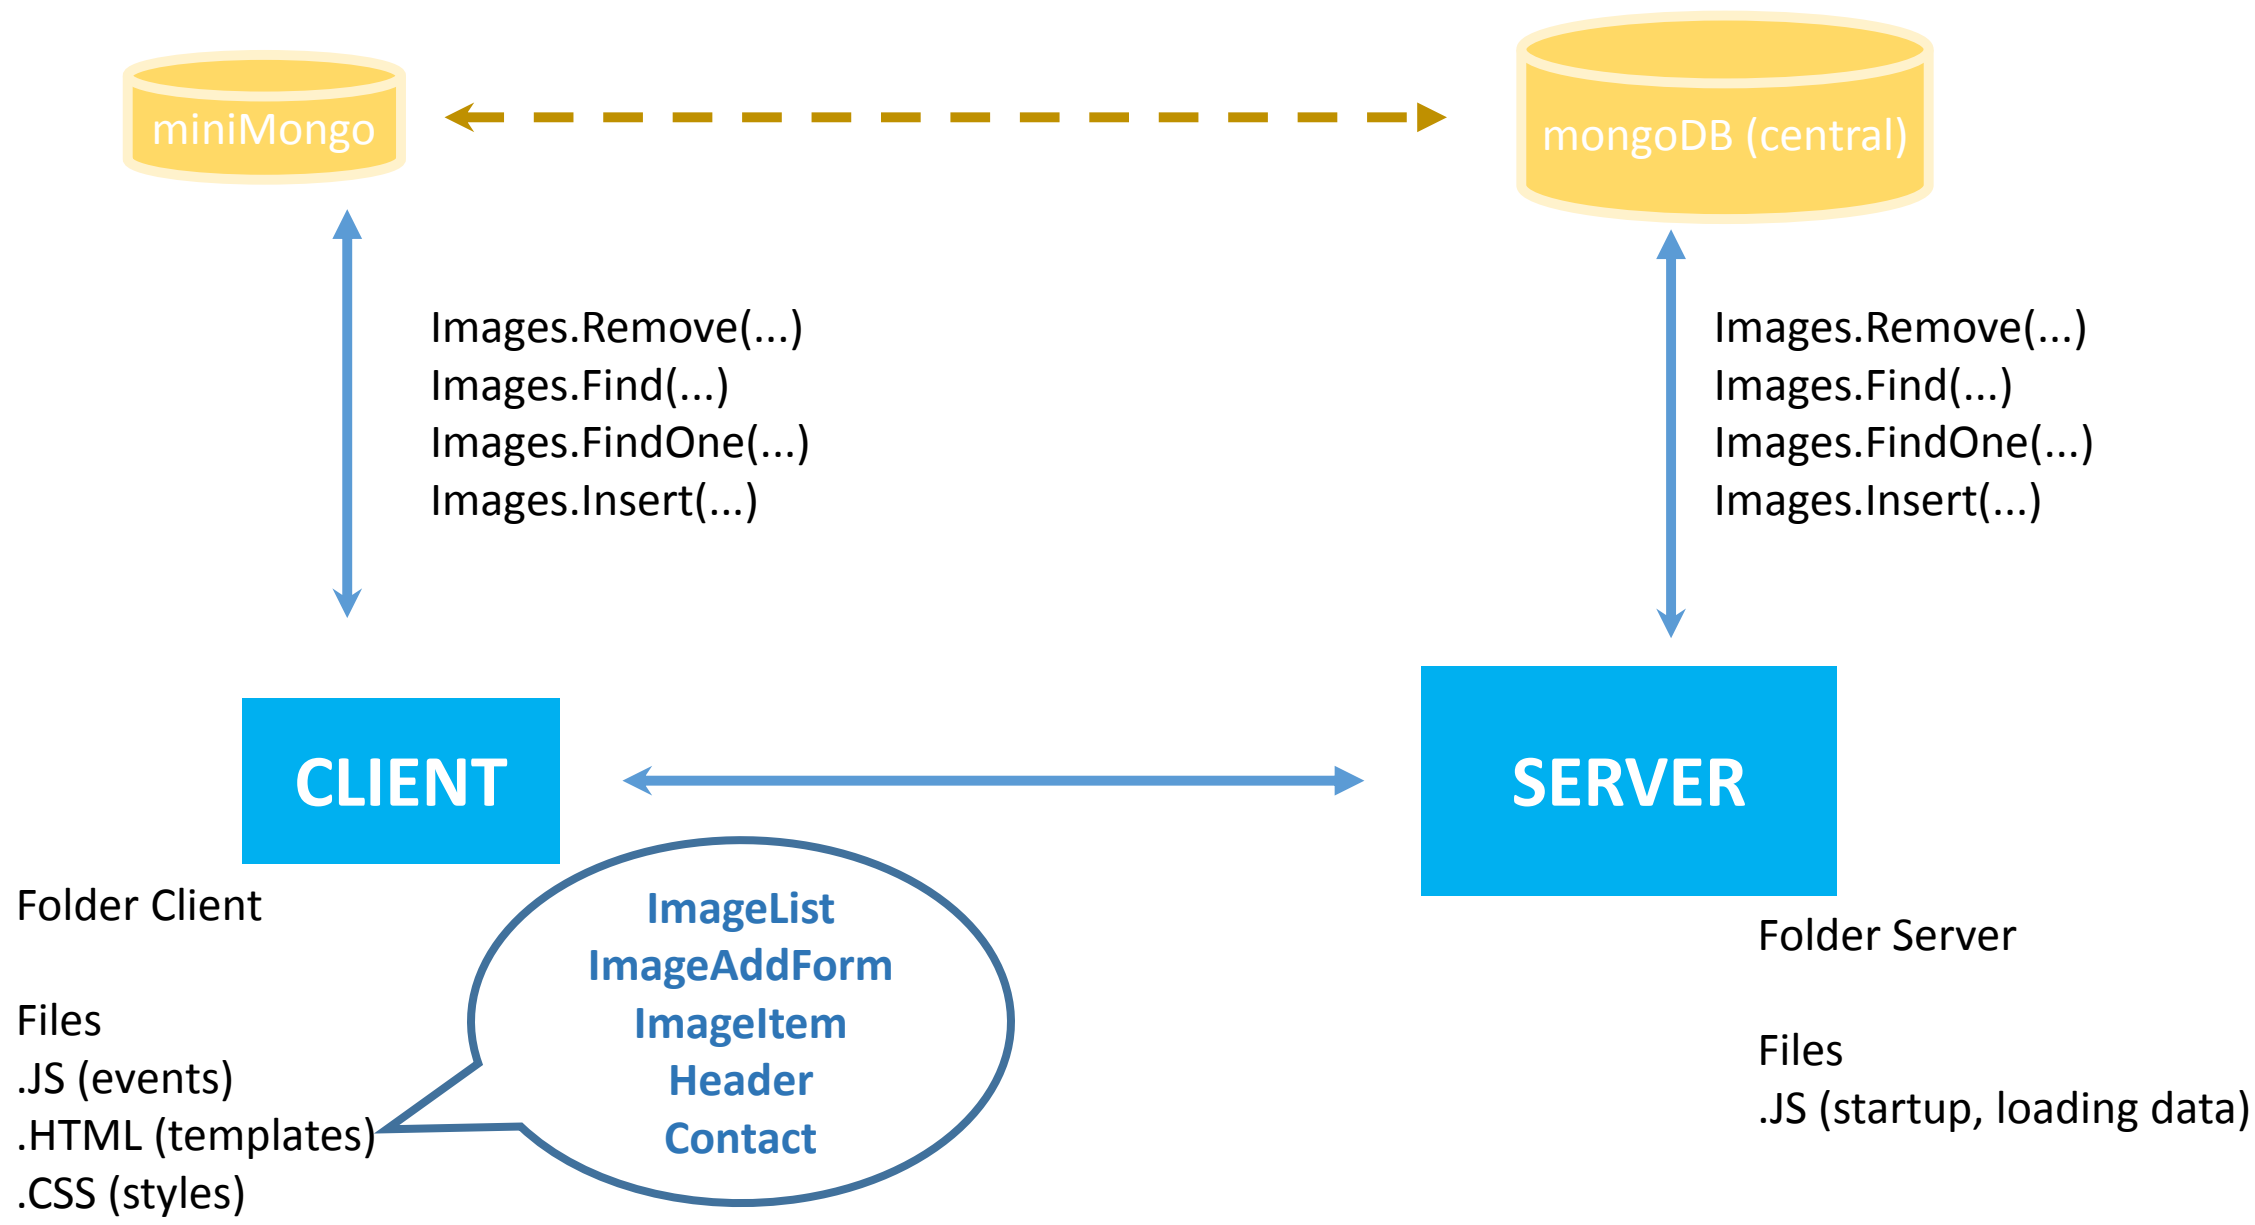 miniMongo
mongoDB (central)
Images.Remove(...)
Images.Find(...)
Images.FindOne(...)
Images.Insert(...)
Images.Remove(...)
Images.Find(...)
Images.FindOne(...)
Images.Insert(...)
CLIENT
SERVER
Folder Client
Files
.JS (events)
.HTML (templates)
.CSS (styles)
ImageList
ImageAddForm
ImageItem
Header
Contact
Folder Server
Files
.JS (startup, loading data)